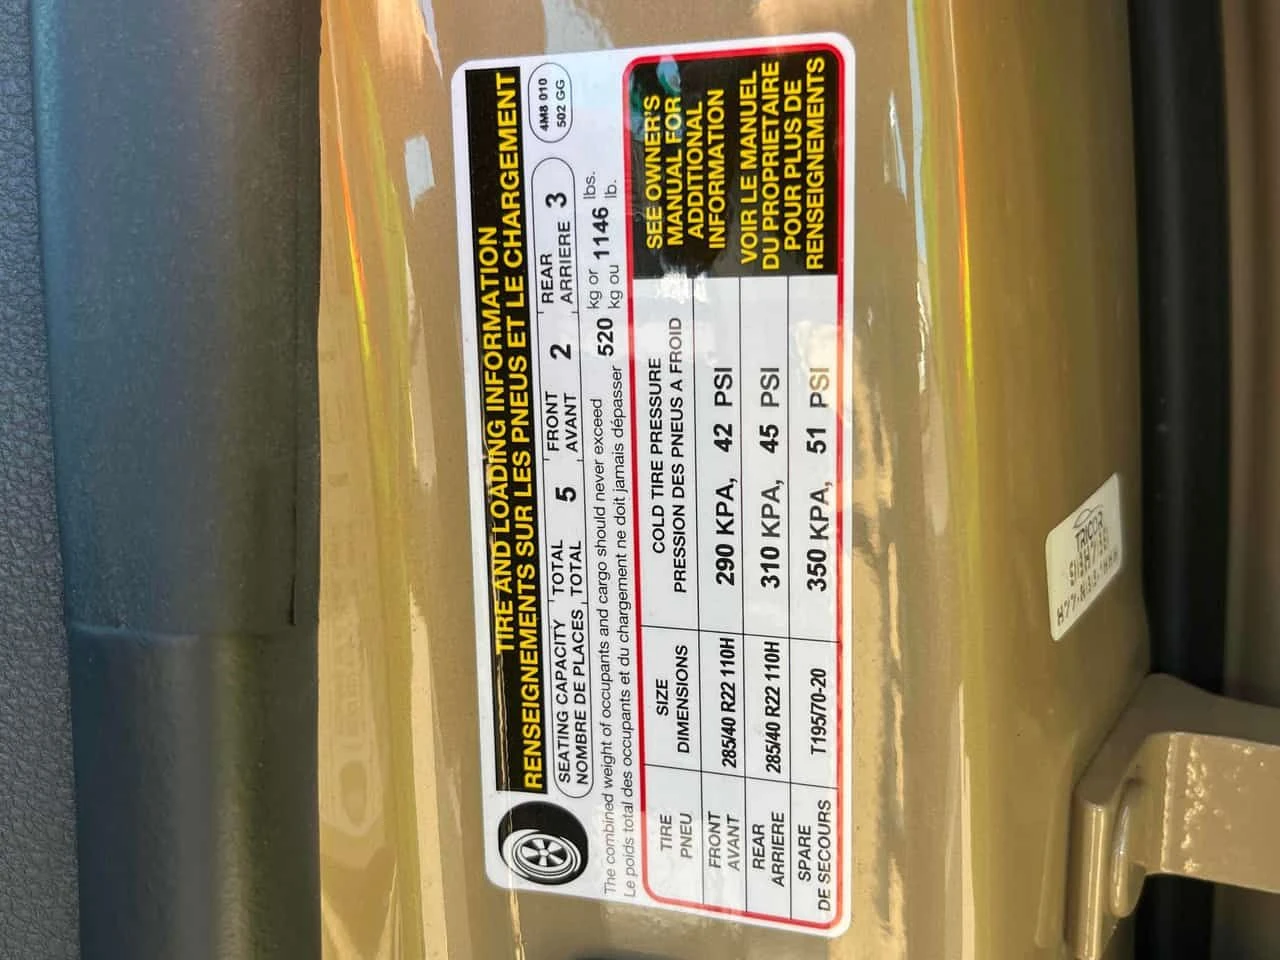 TIRE AND LOADING INFORMATION
RENSEIGNEMENTS SUR LES PNEUS ET LE CHARGEMENT
4M8 010
502 GG
SEATING CAPACITY TOTAL 5 FRONT 2 REAR 3
NOMBRE DE PLACES TOTAL AVANT ARRIERE
The combined weight of occupants and cargo should never exceed 520 kg or 1146 lbs.
Le poids total des occupants et du chargement ne doit jamais dépasser kg ou lb.
TIRE SIZE COLD TIRE PRESSURE
PNEU DIMENSIONS PRESSION DES PNEUS A FROID
FRONT 285/40 R22 110H 290 KPA, 42 PSI
AVANT
REAR 285/40 R22 110H 310 KPA, 45 PSI
ARRIERE
SPARE T195/70-20 350 KPA, 51 PSI
DE SECOURS
SEE OWNER'S
MANUAL FOR
ADDITIONAL
INFORMATION
VOIR LE MANUEL
DU PROPRIETAIRE
POUR PLUS DE
RENSEIGNEMENTS
TRICOR